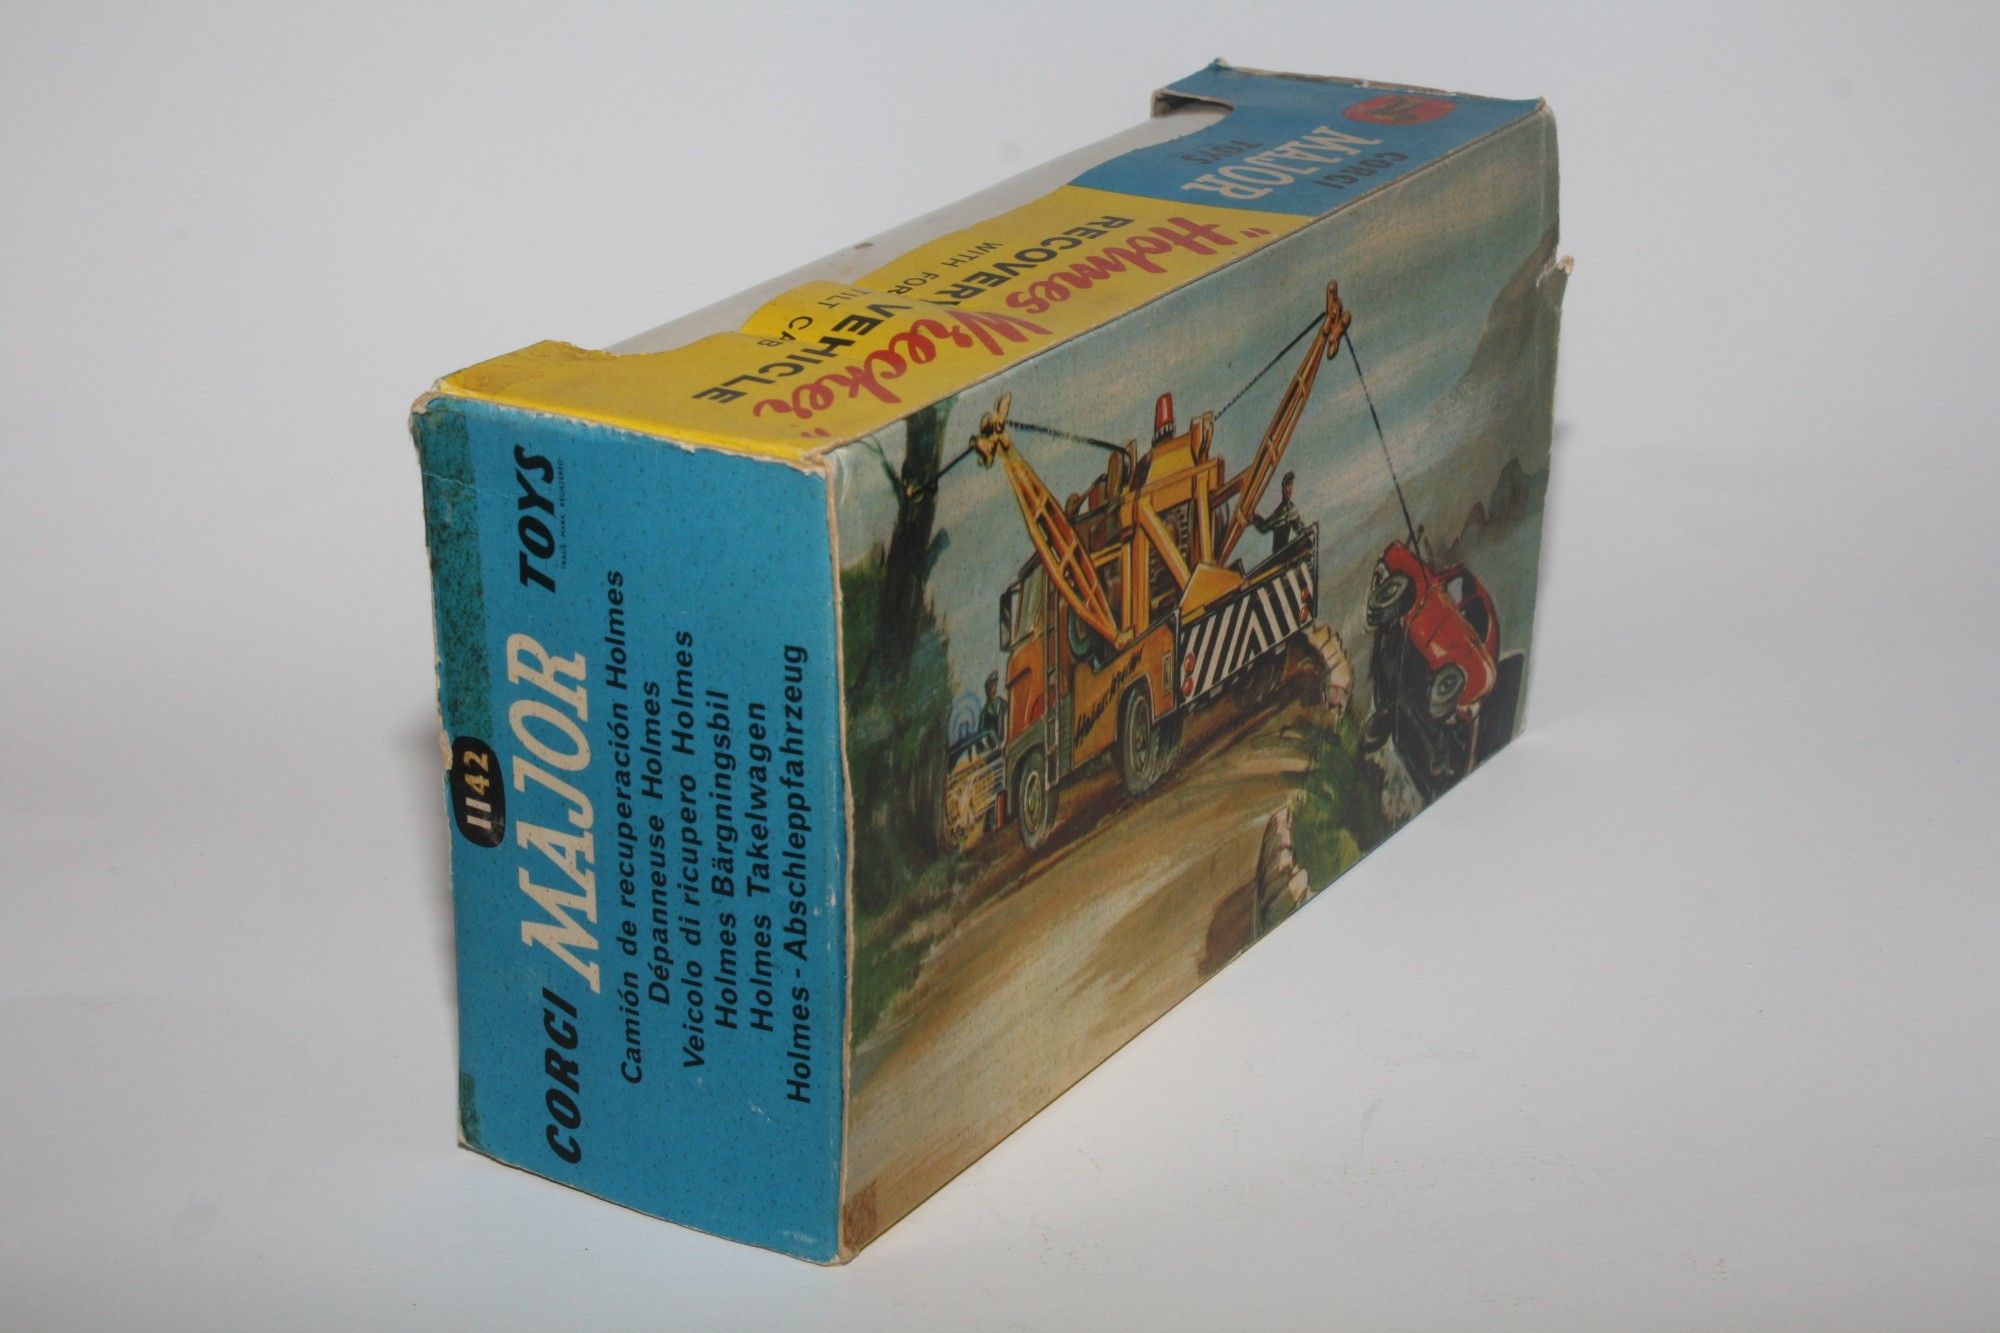 CORGI MAJOR TOYS
TRADE MARK REGISTERED
1142
Camión de recuperación Holmes
Dépanneuse Holmes
Veicolo di ricupero Holmes
Holmes Bärgningsbil
Holmes Takelwagen
Holmes - Abschleppfahrzeug
CORGI
MAJOR
TOYS
"Holmes Wrecker"
RECOVERY VEHICLE
WITH FOR TILT CAB